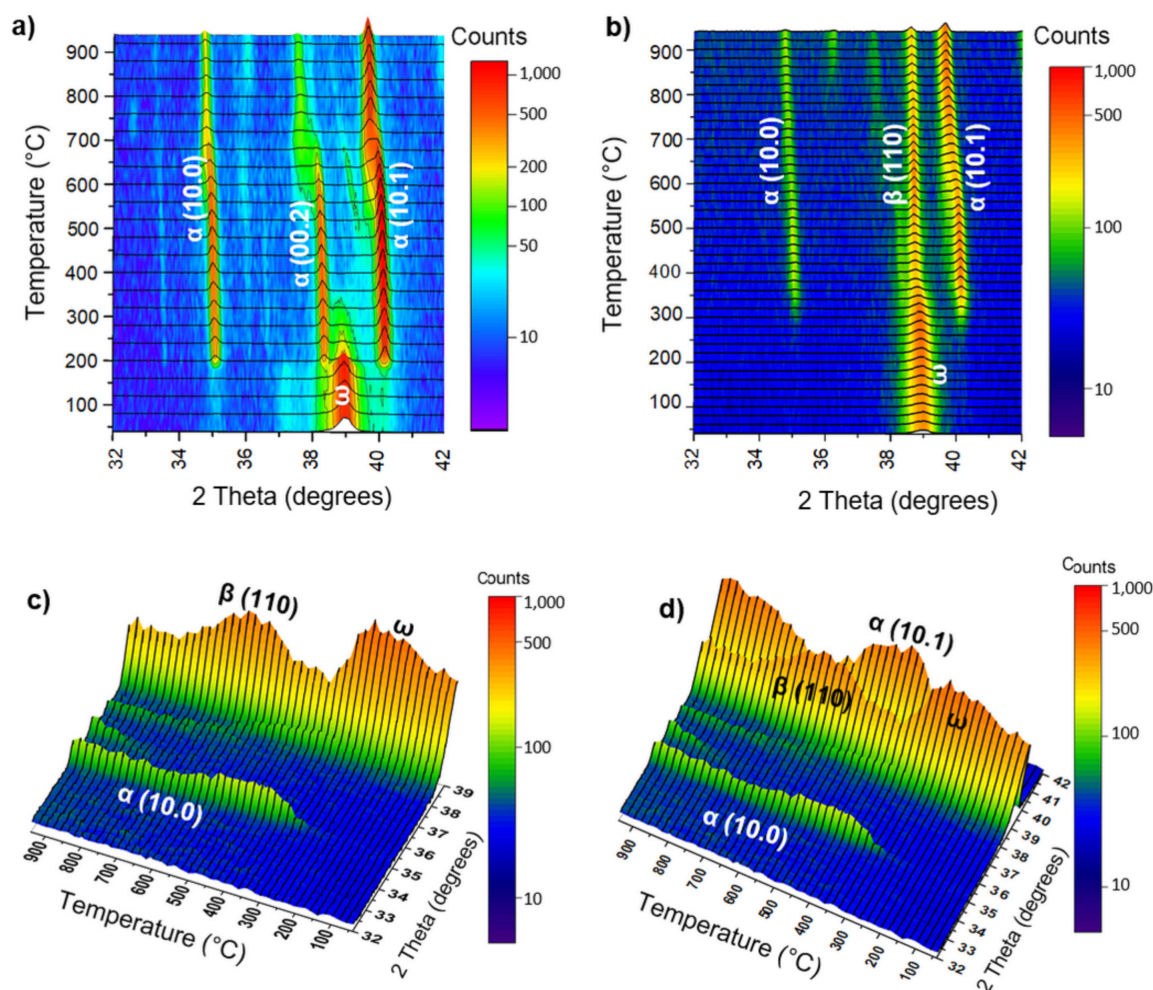 a)
Counts
1,000
500
200
100
50
10
900
800
700
600
500
400
300
200
100
Temperature (°C)
α (10.0)
α (00.2)
α (10.1)
ω
32
34
36
38
40
42
2 Theta (degrees)
b)
Counts
1,000
500
100
10
900
800
700
600
500
400
300
200
100
Temperature (°C)
α (10.0)
β (110)
α (10.1)
ω
32
34
36
38
40
42
2 Theta (degrees)
c)
Counts
1,000
500
100
10
β (110)
ω
α (10.0)
900
800
700
600
500
400
300
200
100
Temperature (°C)
32
33
34
35
36
37
38
39
2 Theta (degrees)
d)
Counts
1,000
500
100
10
α (10.1)
β (110)
ω
α (10.0)
900
800
700
600
500
400
300
200
100
Temperature (°C)
32
33
34
35
36
37
38
39
40
41
42
2 Theta (degrees)